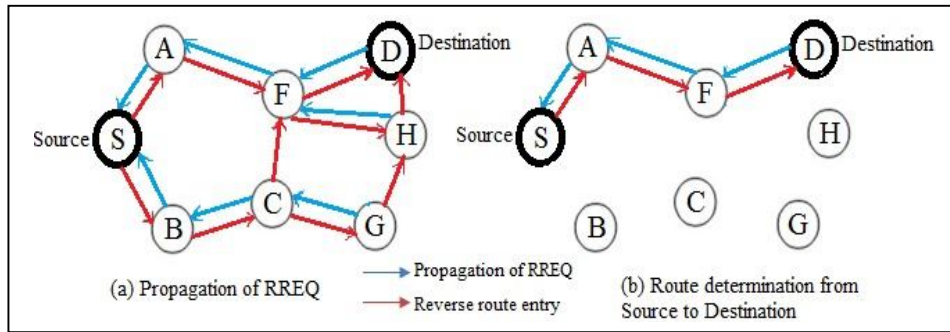 A
D
Destination
F
Source
S
H
B
C
G
(a) Propagation of RREQ
Propagation of RREQ
Reverse route entry
A
D
Destination
F
Source
S
H
B
C
G
(b) Route determination from
Source to Destination